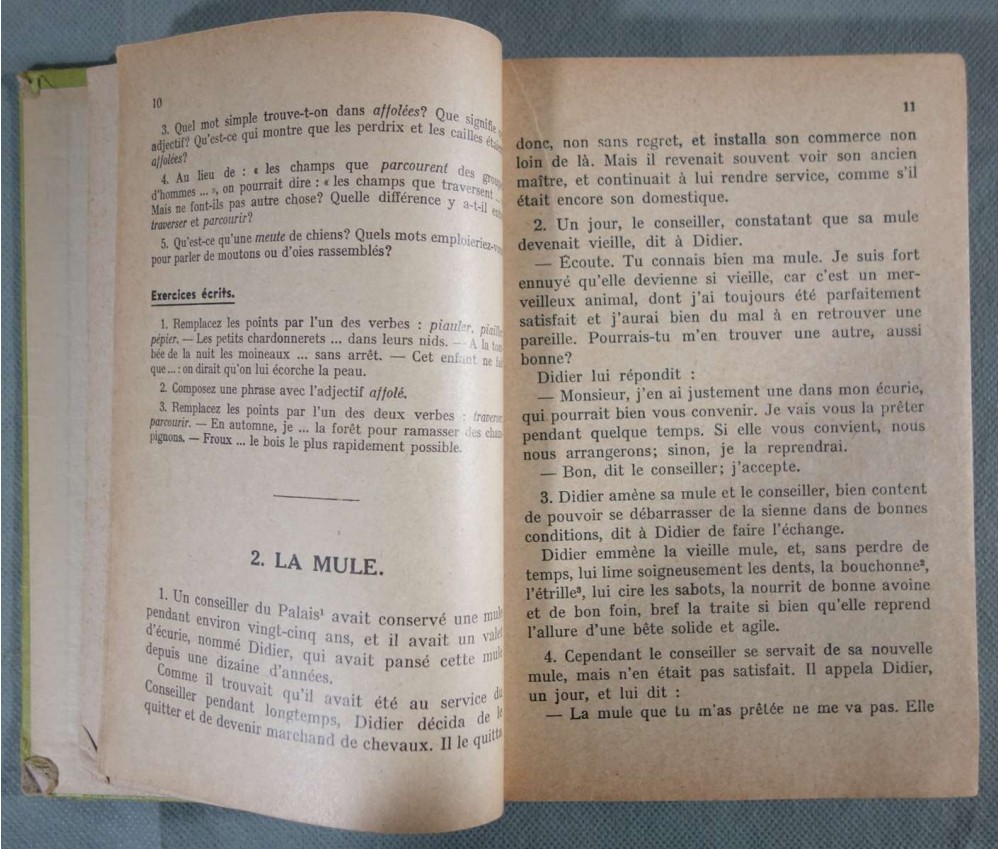 10
3. Quel mot simple trouve-t-on dans affolées? Que signifie
adjectif? Qu'est-ce qui montre que les perdrix et les cailles
affolées?
4. Au lieu de : « les champs que parcourent des
d'hommes ... », on pourrait dire : « les champs que traversent ...
Mais ne font-ils pas autre chose? Quelle différence y a-t-il
traverser et parcourir?
5. Qu'est-ce qu'une meute de chiens? Quels mots emploieriez-
pour parler de moutons ou d'oies rassemblés?
Exercices écrits.
1. Remplacez les points par l'un des verbes : piauler,
pépier. — Les petits chardonnerets ... dans leurs nids. — A la
bée de la nuit les moineaux ... sans arrêt. — Cet enfant ne
que ... : on dirait qu'on lui écorche la peau.
2. Composez une phrase avec l'adjectif affolé.
3. Remplacez les points par l'un des deux verbes :
parcourir. — En automne, je ... la forêt pour ramasser des cham-
pignons. — Froux ... le bois le plus rapidement possible.
2. LA MULE.
1. Un conseiller du Palais¹ avait conservé une mule
pendant environ vingt-cinq ans, et il avait un valet
d'écurie, nommé Didier, qui avait pansé cette mule
depuis une dizaine d'années.
Comme il trouvait qu'il avait été au service du
Conseiller pendant longtemps, Didier décida de le
quitter et de devenir marchand de chevaux. Il le quitta
11
donc, non sans regret, et installa son commerce non
loin de là. Mais il revenait souvent voir son ancien
maître, et continuait à lui rendre service, comme s'il
était encore son domestique.
2. Un jour, le conseiller, constatant que sa mule
devenait vieille, dit à Didier.
— Écoute. Tu connais bien ma mule. Je suis fort
ennuyé qu'elle devienne si vieille, car c'est un mer-
veilleux animal, dont j'ai toujours été parfaitement
satisfait et j'aurai bien du mal à en retrouver une
pareille. Pourrais-tu m'en trouver une autre, aussi
bonne?
Didier lui répondit :
— Monsieur, j'en ai justement une dans mon écurie,
qui pourrait bien vous convenir. Je vais vous la prêter
pendant quelque temps. Si elle vous convient, nous
nous arrangerons; sinon, je la reprendrai.
— Bon, dit le conseiller; j'accepte.
3. Didier amène sa mule et le conseiller, bien content
de pouvoir se débarrasser de la sienne dans de bonnes
conditions, dit à Didier de faire l'échange.
Didier emmène la vieille mule, et, sans perdre de
temps, lui lime soigneusement les dents, la bouchonne²,
l'étrille³, lui cire les sabots, la nourrit de bonne avoine
et de bon foin, bref la traite si bien qu'elle reprend
l'allure d'une bête solide et agile.
4. Cependant le conseiller se servait de sa nouvelle
mule, mais n'en était pas satisfait. Il appela Didier,
un jour, et lui dit :
— La mule que tu m'as prêtée ne me va pas. Elle